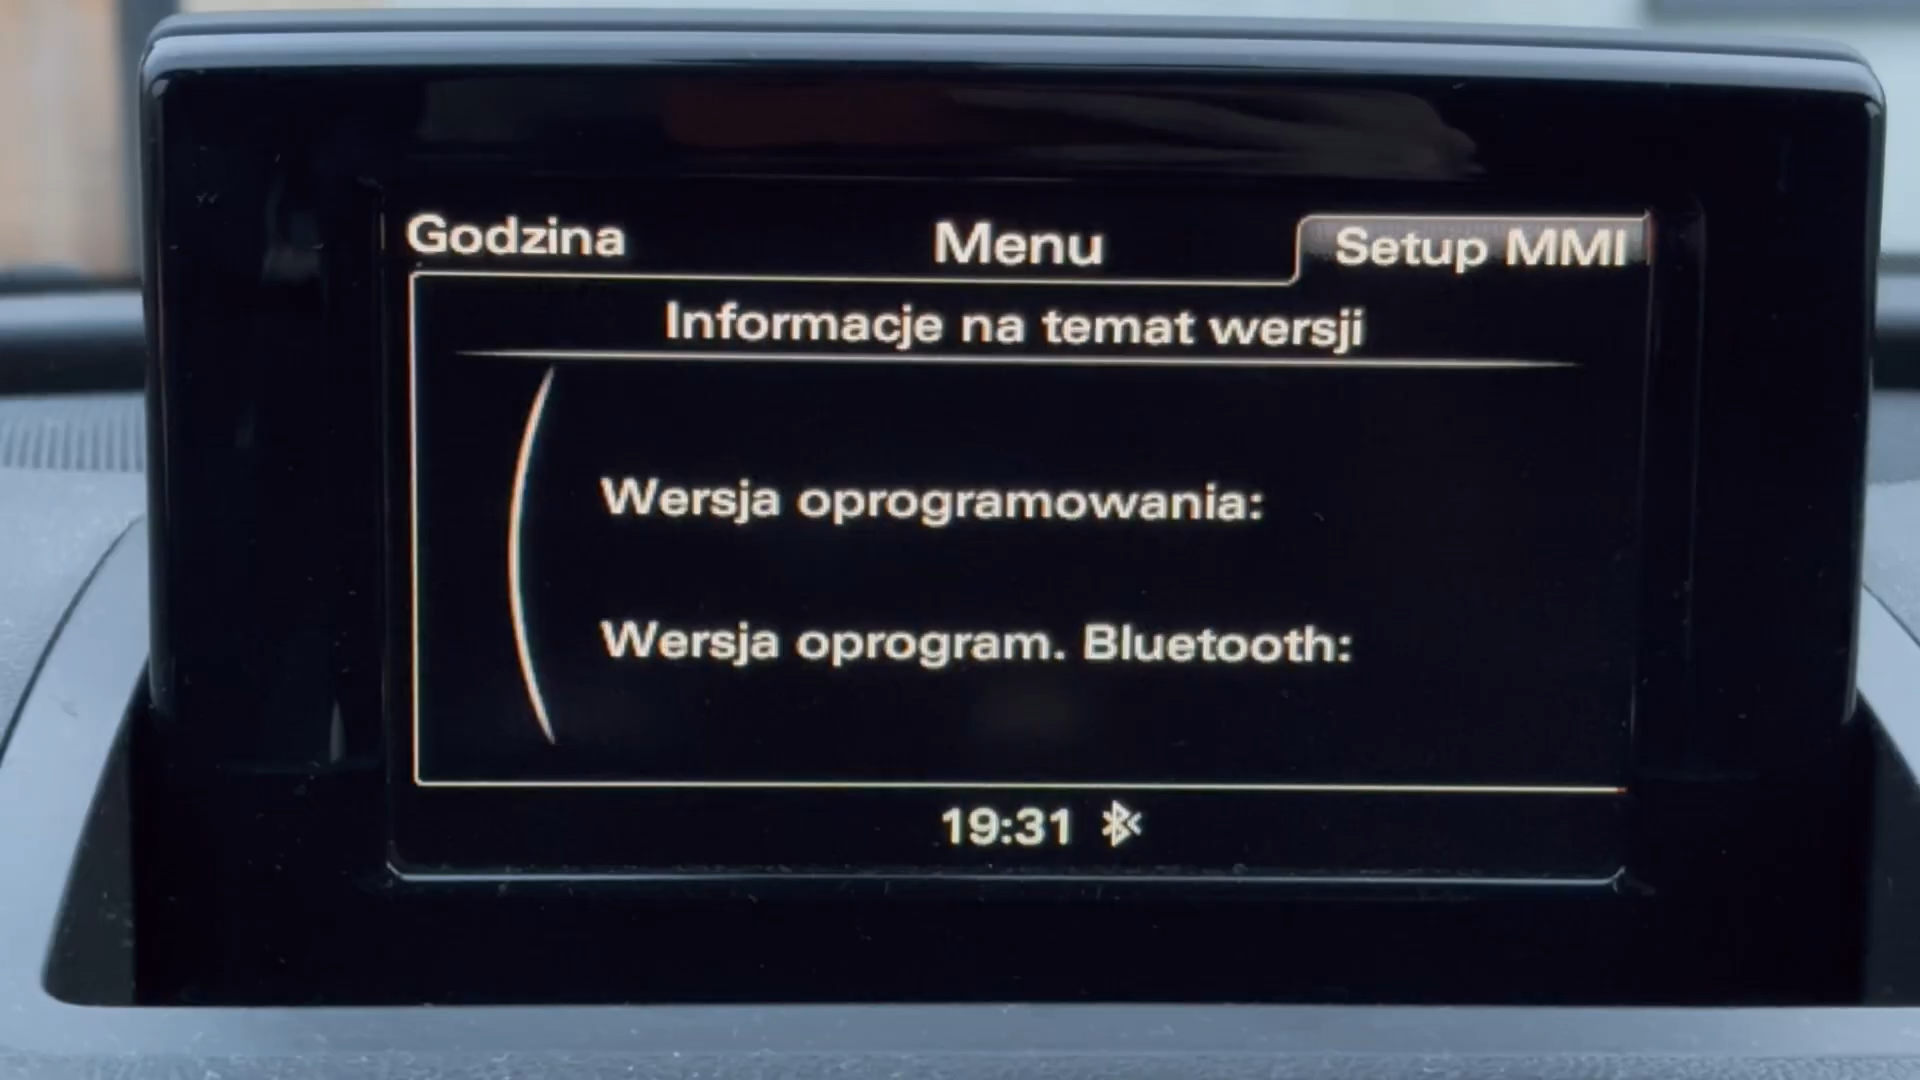 Godzina Menu Setup MMI
Informacje na temat wersji
Wersja oprogramowania:
Wersja oprogram. Bluetooth:
19:31